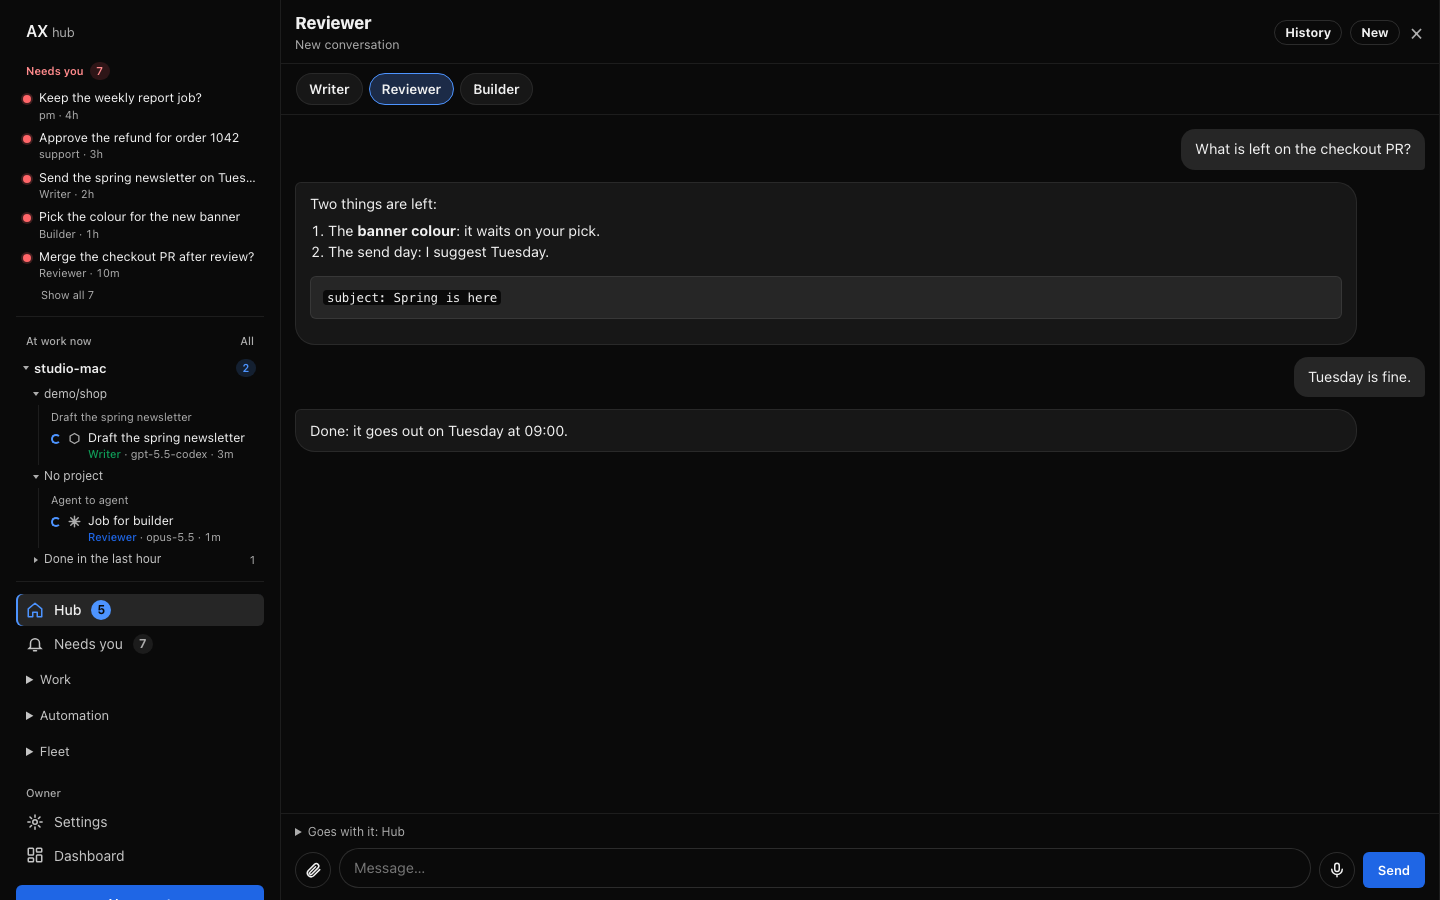 AX hub
Needs you 7
Keep the weekly report job?
pm · 4h
Approve the refund for order 1042
support · 3h
Send the spring newsletter on Tues…
Writer · 2h
Pick the colour for the new banner
Builder · 1h
Merge the checkout PR after review?
Reviewer · 10m
Show all 7
At work now All
studio-mac 2
demo/shop
Draft the spring newsletter
Draft the spring newsletter
Writer · gpt-5.5-codex · 3m
No project
Agent to agent
Job for builder
Reviewer · opus-5.5 · 1m
Done in the last hour 1
Hub 5
Needs you 7
Work
Automation
Fleet
Owner
Settings
Dashboard
Reviewer
New conversation
History New
Writer Reviewer Builder
What is left on the checkout PR?
Two things are left:
1. The banner colour: it waits on your pick.
2. The send day: I suggest Tuesday.
subject: Spring is here
Tuesday is fine.
Done: it goes out on Tuesday at 09:00.
Goes with it: Hub
Message…
Send